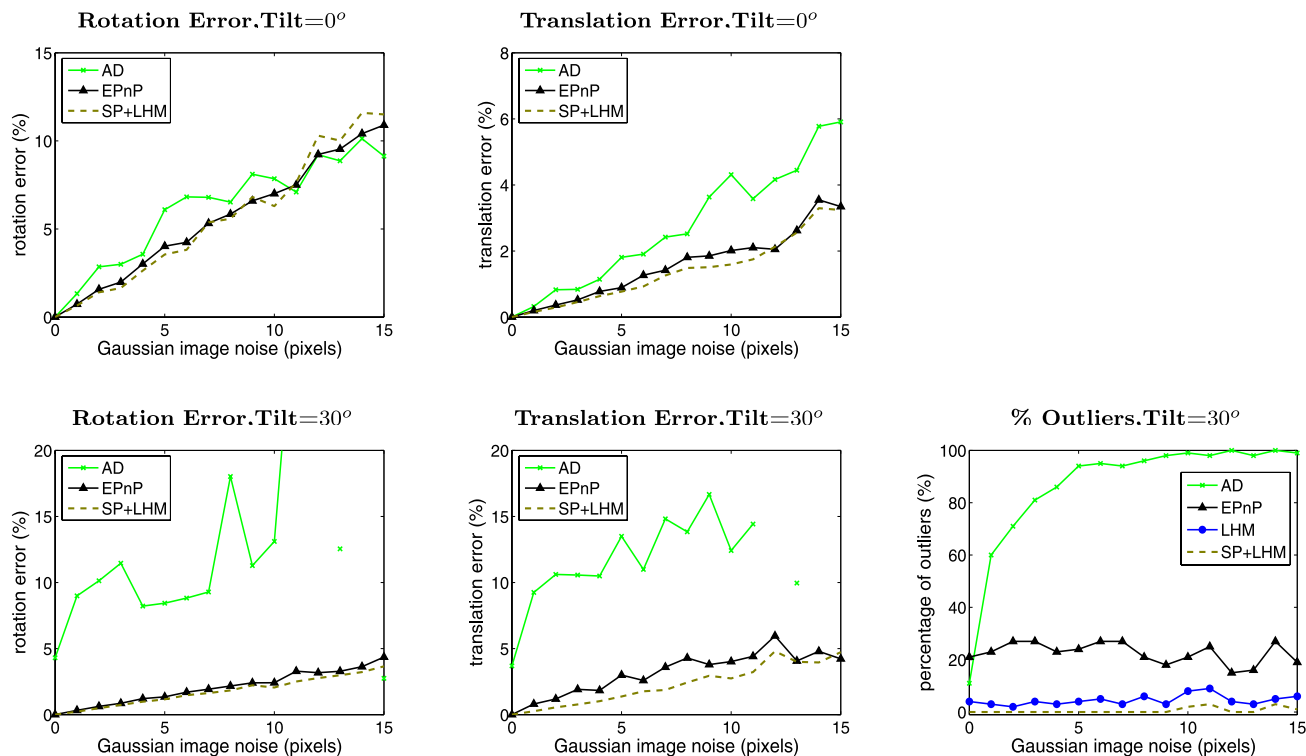 Rotation Error,Tilt=0º
15
10
5
0
rotation error (%)
AD
EPnP
SP+LHM
0 5 10 15
Gaussian image noise (pixels)
Translation Error,Tilt=0º
8
6
4
2
0
translation error (%)
AD
EPnP
SP+LHM
0 5 10 15
Gaussian image noise (pixels)
Rotation Error,Tilt=30º
20
15
10
5
0
rotation error (%)
AD
EPnP
SP+LHM
0 5 10 15
Gaussian image noise (pixels)
Translation Error,Tilt=30º
20
15
10
5
0
translation error (%)
AD
EPnP
SP+LHM
0 5 10 15
Gaussian image noise (pixels)
% Outliers,Tilt=30º
100
80
60
40
20
0
percentage of outliers (%)
AD
EPnP
LHM
SP+LHM
0 5 10 15
Gaussian image noise (pixels)